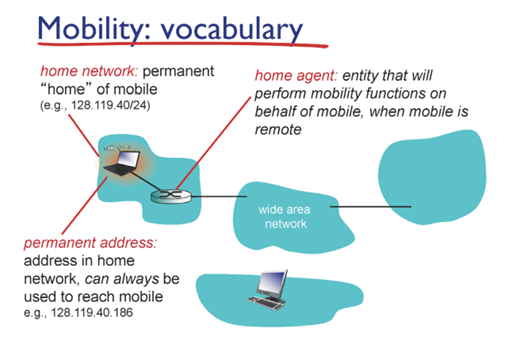 Mobility: vocabulary
home network: permanent
“home” of mobile
(e.g., 128.119.40/24)
home agent: entity that will
perform mobility functions on
behalf of mobile, when mobile is
remote
wide area
network
permanent address:
address in home
network, can always be
used to reach mobile
e.g., 128.119.40.186